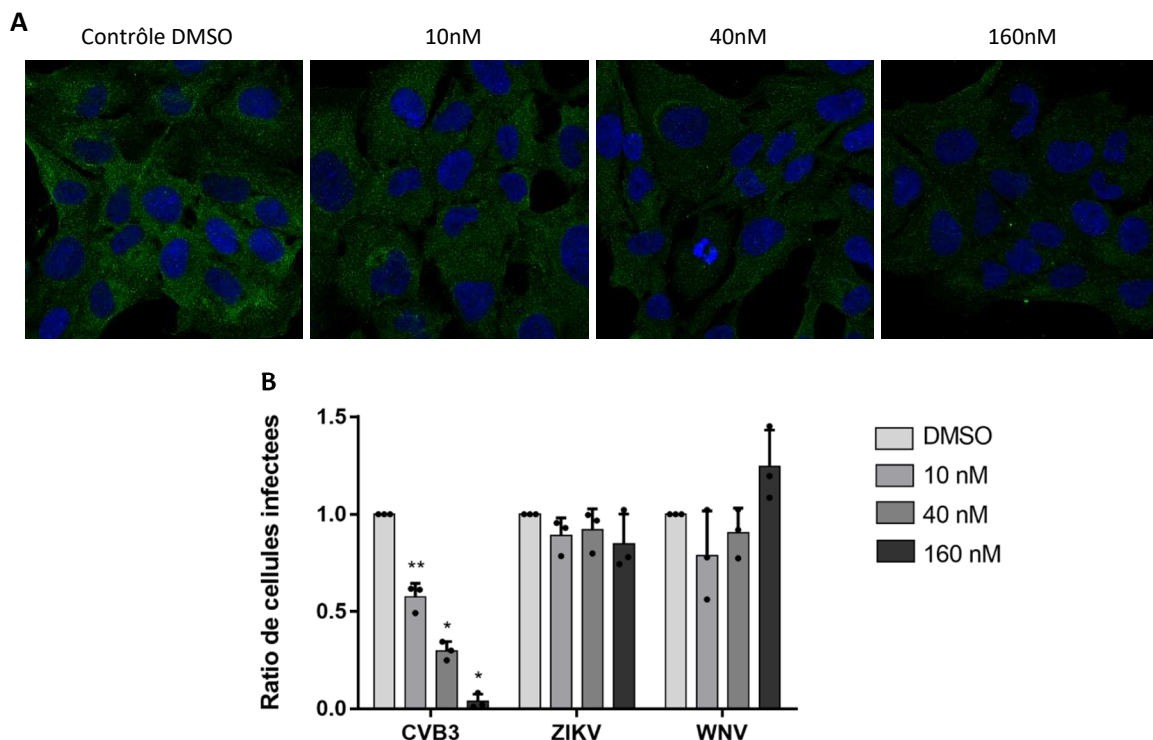 A
Contrôle DMSO
10nM
40nM
160nM
B
Ratio de cellules infectees
1.5
1.0
0.5
0.0
**
*
*
CVB3
ZIKV
WNV
DMSO
10 nM
40 nM
160 nM